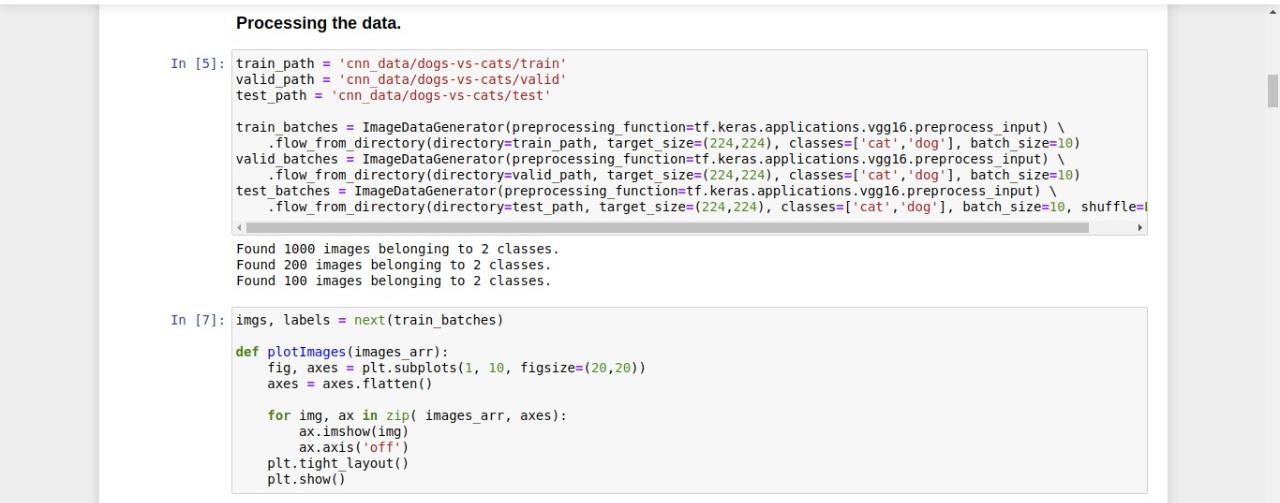 Processing the data.
In [5]:
train_path = 'cnn_data/dogs-vs-cats/train'
valid_path = 'cnn_data/dogs-vs-cats/valid'
test_path = 'cnn_data/dogs-vs-cats/test'
train_batches = ImageDataGenerator(preprocessing_function=tf.keras.applications.vgg16.preprocess_input) \
    .flow_from_directory(directory=train_path, target_size=(224,224), classes=['cat','dog'], batch_size=10)
valid_batches = ImageDataGenerator(preprocessing_function=tf.keras.applications.vgg16.preprocess_input) \
    .flow_from_directory(directory=valid_path, target_size=(224,224), classes=['cat','dog'], batch_size=10)
test_batches = ImageDataGenerator(preprocessing_function=tf.keras.applications.vgg16.preprocess_input) \
    .flow_from_directory(directory=test_path, target_size=(224,224), classes=['cat','dog'], batch_size=10, shuffle=
Found 1000 images belonging to 2 classes.
Found 200 images belonging to 2 classes.
Found 100 images belonging to 2 classes.
In [7]:
imgs, labels = next(train_batches)
def plotImages(images_arr):
    fig, axes = plt.subplots(1, 10, figsize=(20,20))
    axes = axes.flatten()
    for img, ax in zip( images_arr, axes):
        ax.imshow(img)
        ax.axis('off')
    plt.tight_layout()
    plt.show()